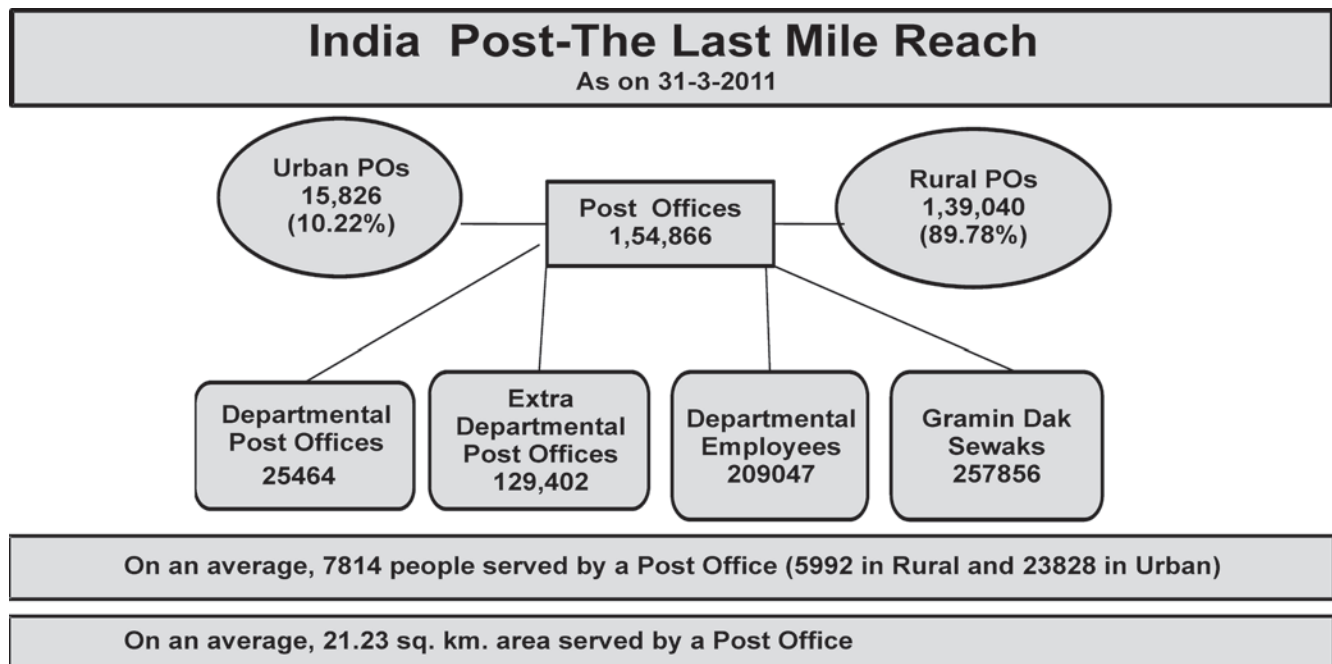 India Post-The Last Mile Reach
As on 31-3-2011
Urban POs
15,826
(10.22%)
Post Offices
1,54,866
Rural POs
1,39,040
(89.78%)
Departmental
Post Offices
25464
Extra
Departmental
Post Offices
129,402
Departmental
Employees
209047
Gramin Dak
Sewaks
257856
On an average, 7814 people served by a Post Office (5992 in Rural and 23828 in Urban)
On an average, 21.23 sq. km. area served by a Post Office